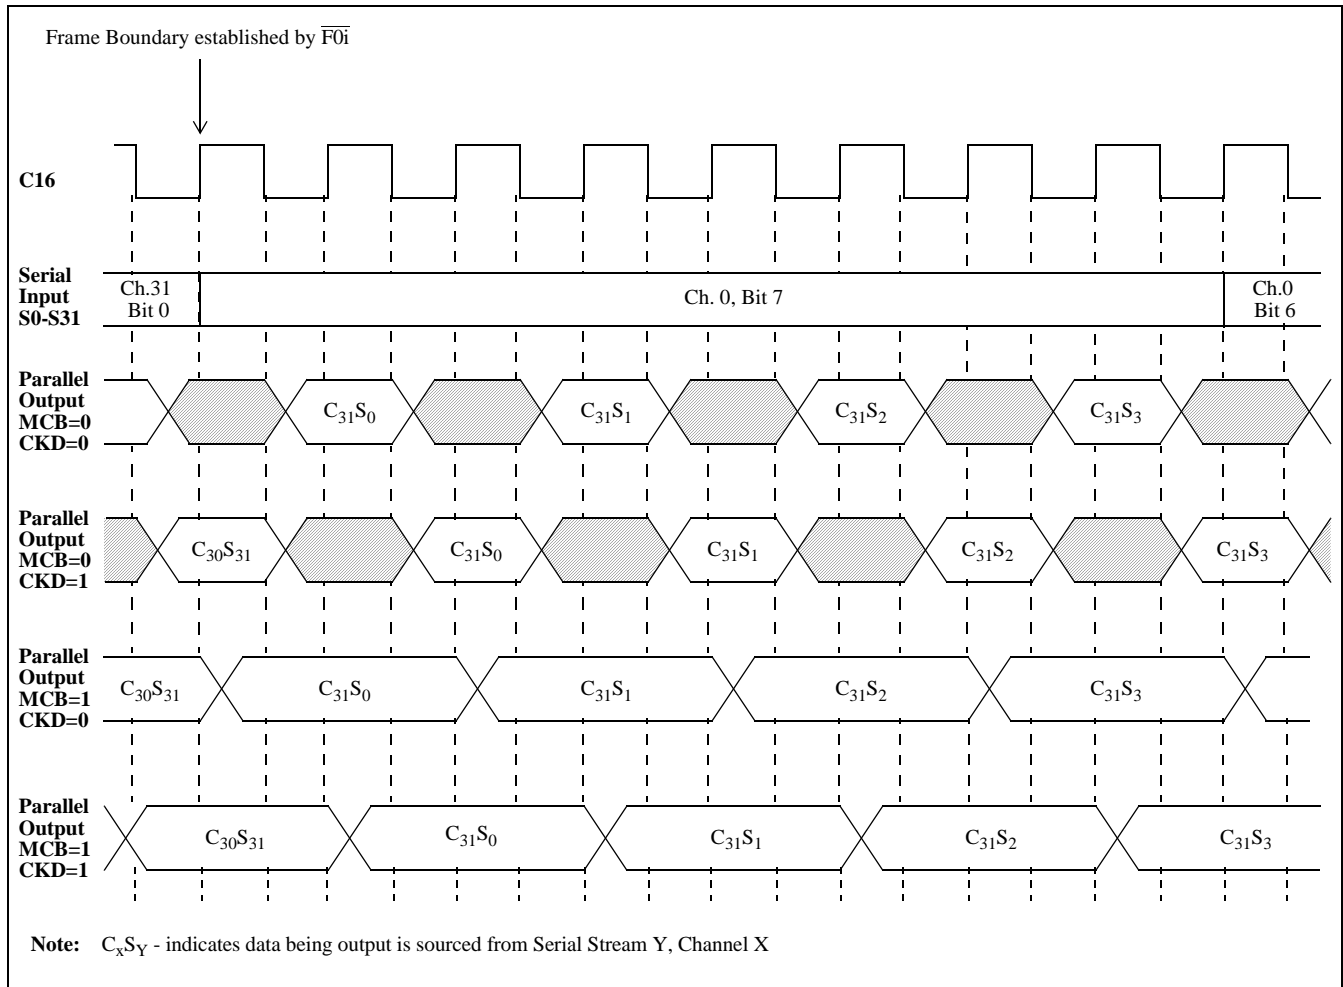 Frame Boundary established by F0i
C16
Serial
Input
S0-S31
Ch.31
Bit 0
Ch. 0, Bit 7
Ch.0
Bit 6
Parallel
Output
MCB=0
CKD=0
C31S0
C31S1
C31S2
C31S3
Parallel
Output
MCB=0
CKD=1
C30S31
C31S0
C31S1
C31S2
C31S3
Parallel
Output
MCB=1
CKD=0
C30S31
C31S0
C31S1
C31S2
C31S3
Parallel
Output
MCB=1
CKD=1
C30S31
C31S0
C31S1
C31S2
C31S3
Note: CxSY - indicates data being output is sourced from Serial Stream Y, Channel X